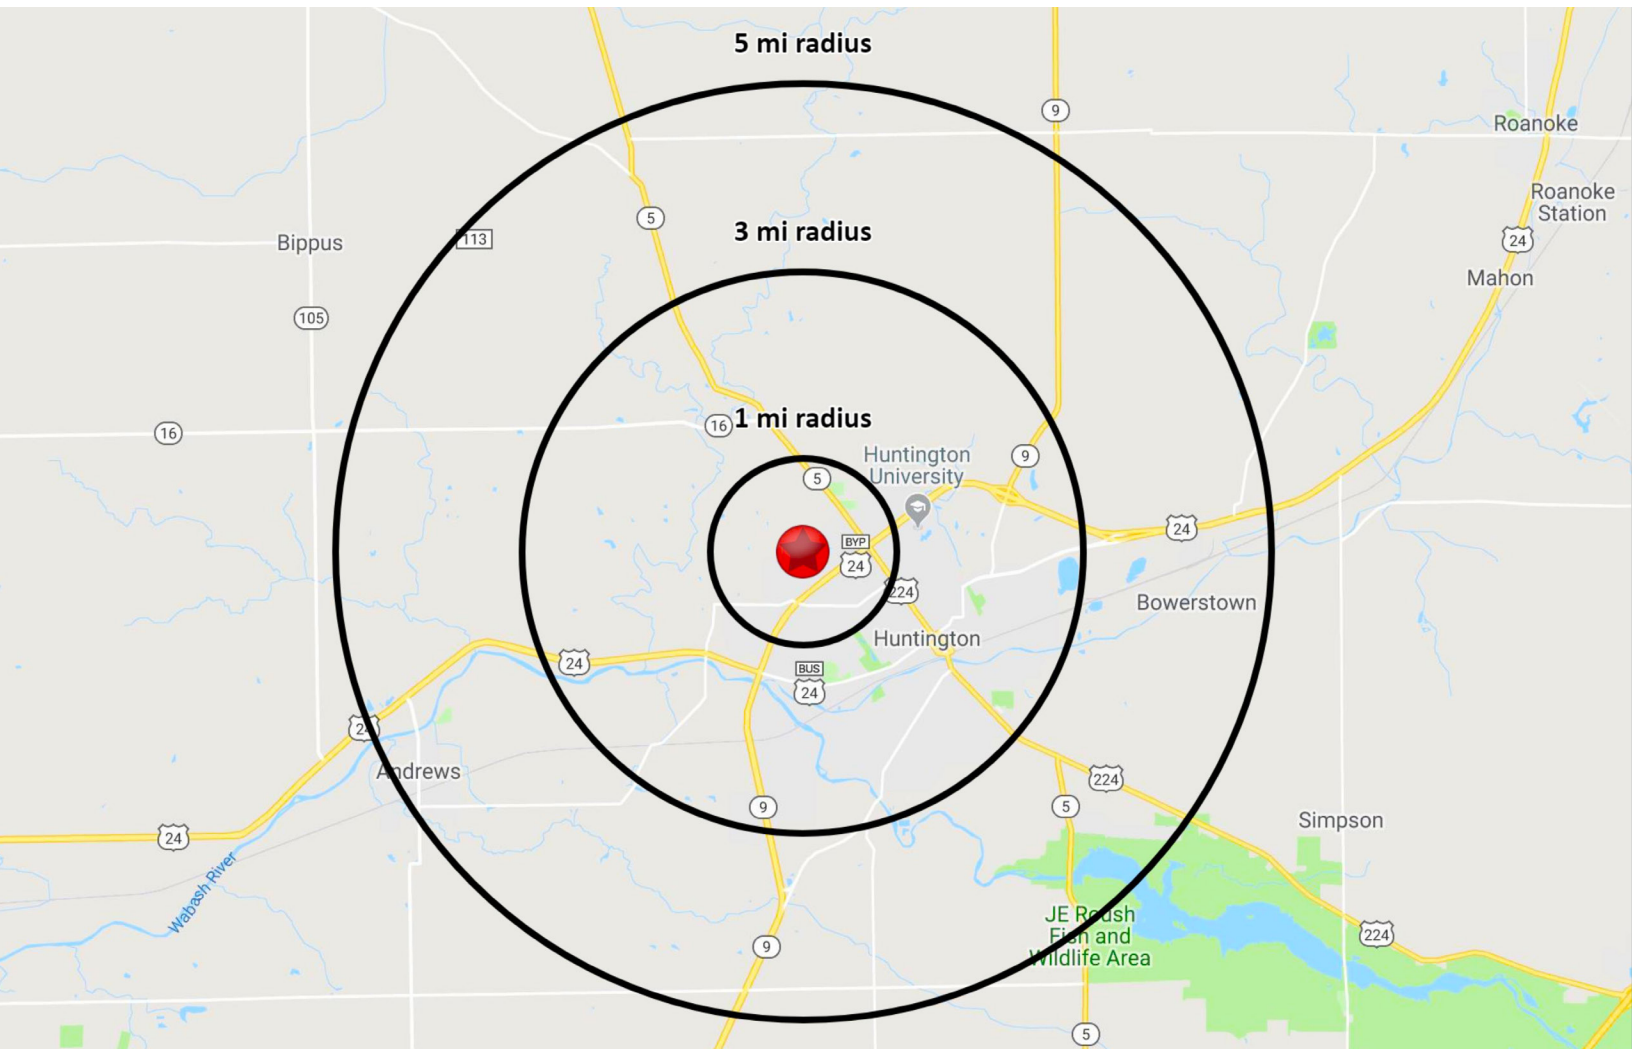 5 mi radius
9
Roanoke
Roanoke
Station
5
3 mi radius
113
Bippus
24
Mahon
105
16
16
1 mi radius
Huntington
University
9
5
24
BYP
24
224
Bowerstown
Huntington
24
BUS
24
24
Andrews
224
9
5
Simpson
24
Wabash River
JE Roush
Fish and
Wildlife Area
224
9
5